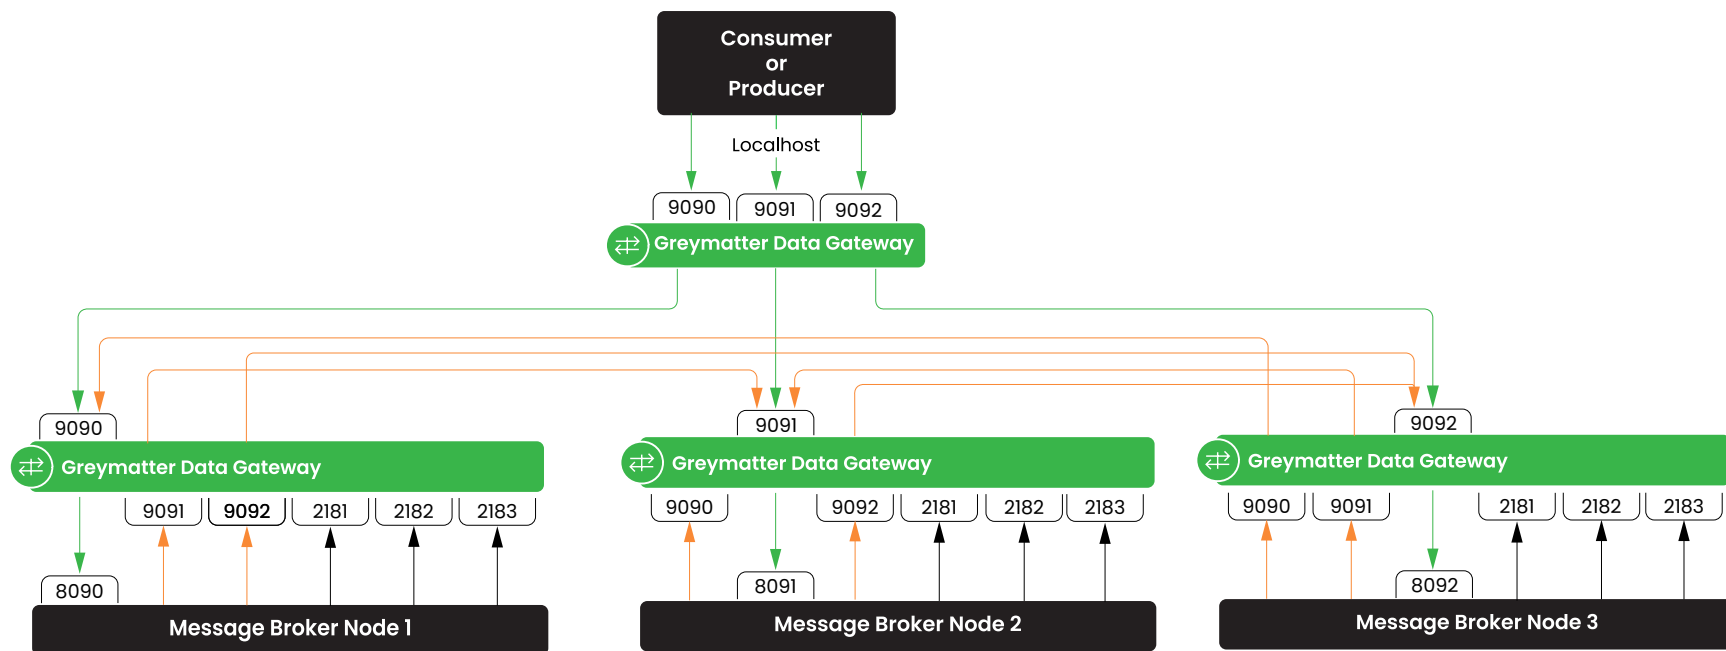 Consumer
or
Producer
Localhost
9090 9091 9092
Greymatter Data Gateway
9090 9091 9092
Greymatter Data Gateway Greymatter Data Gateway Greymatter Data Gateway
9091 9092 2181 2182 2183 9090 9092 2181 2182 2183 9090 9091 2181 2182 2183
8090 8091 8092
Message Broker Node 1 Message Broker Node 2 Message Broker Node 3